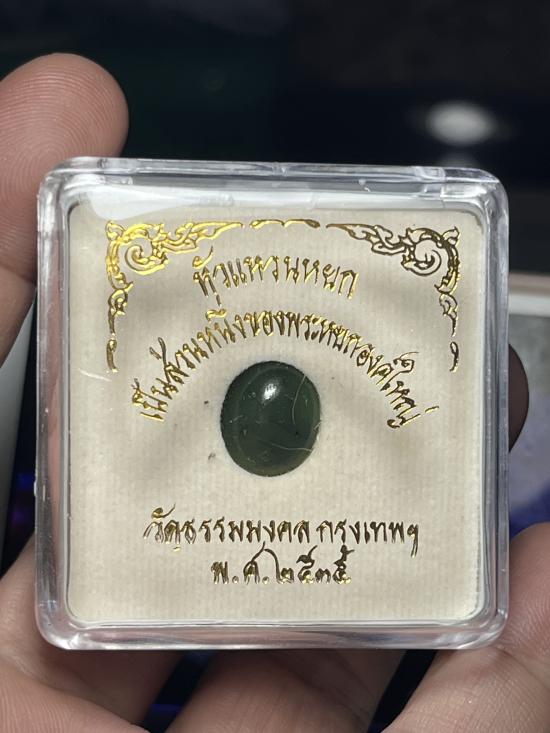 หัวแหวนหยก
เป็นส่วนหนึ่งของพระหยกองค์ใหญ่
วัดธรรมมงคล กรุงเทพฯ
พ.ศ.๒๕๓๕